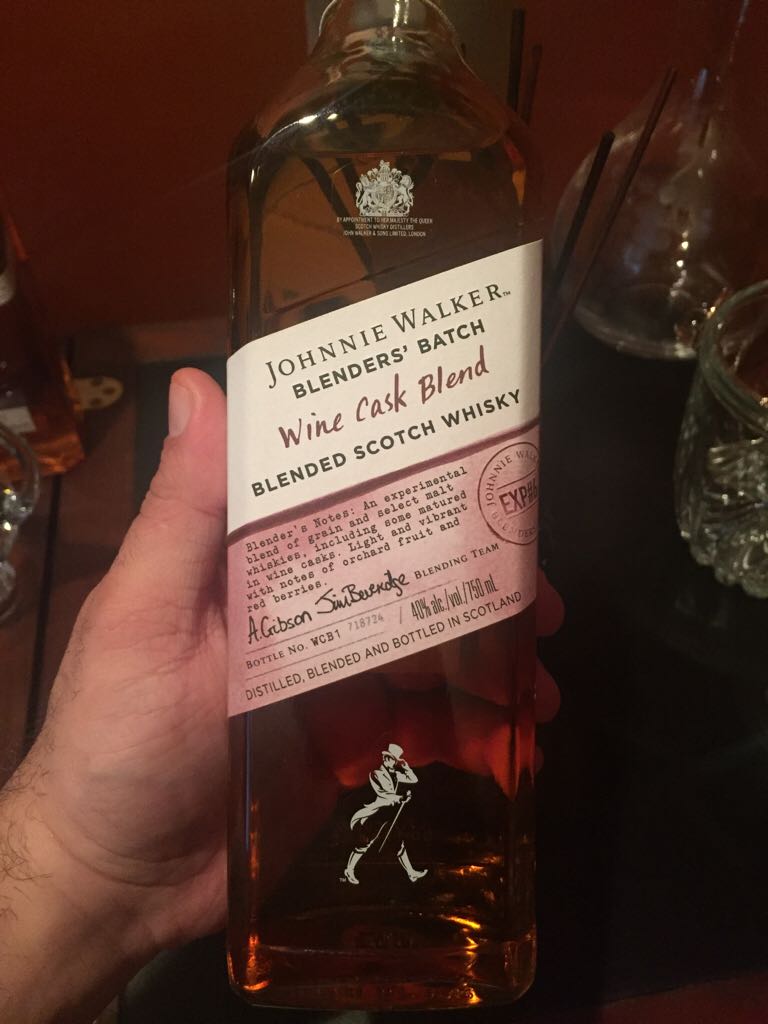 BY APPOINTMENT TO HER MAJESTY THE QUEEN
SCOTCH WHISKY DISTILLERS
JOHN WALKER & SONS LIMITED, LONDON
JOHNNIE WALKER™
BLENDERS' BATCH
Wine Cask Blend
BLENDED SCOTCH WHISKY
Blender's Notes: An experimental
blend of grain and select malt
whiskies, including some matured
in wine casks. Light and vibrant
with notes of orchard fruit and
red berries.
JOHNNIE
EXP#6
A.Gibson Jim Beveridge BLENDING TEAM
BOTTLE NO. WCB1 718724 / 40% alc./vol./750 mL
DISTILLED, BLENDED AND BOTTLED IN SCOTLAND
TM